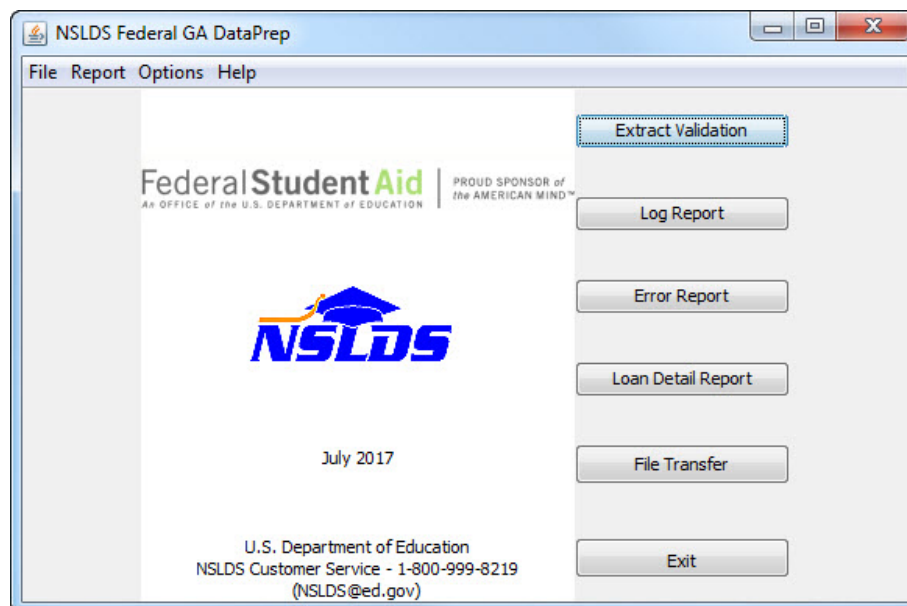 NSLDS Federal GA DataPrep
File Report Options Help
Federal Student Aid
An OFFICE of the U.S. DEPARTMENT of EDUCATION
PROUD SPONSOR of
the AMERICAN MIND™
NSLDS
July 2017
U.S. Department of Education
NSLDS Customer Service - 1-800-999-8219
(NSLDS@ed.gov)
Extract Validation
Log Report
Error Report
Loan Detail Report
File Transfer
Exit